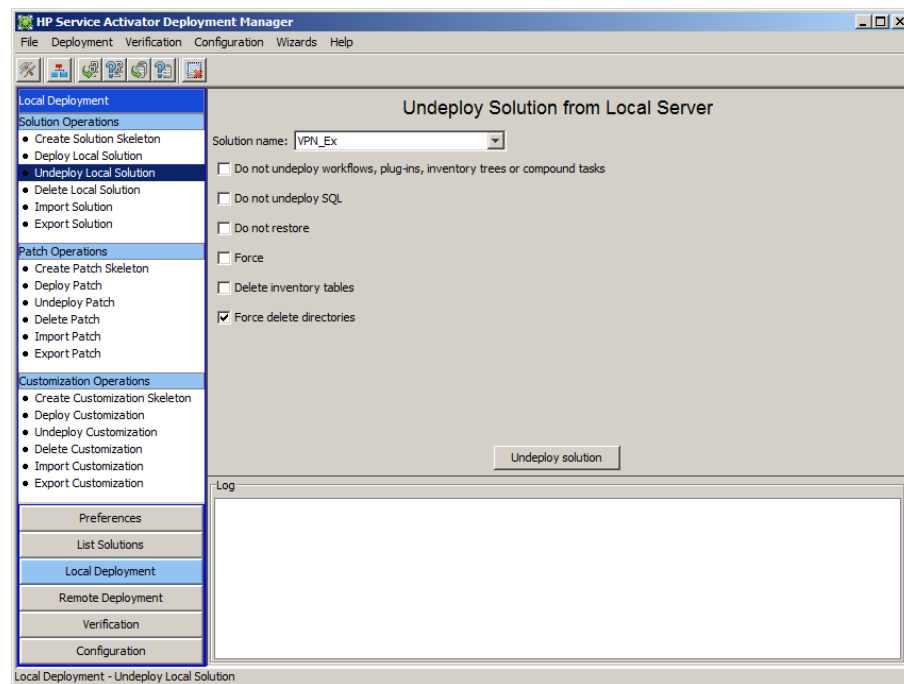 HP Service Activator Deployment Manager
File Deployment Verification Configuration Wizards Help
Local Deployment
Solution Operations
Create Solution Skeleton
Deploy Local Solution
Undeploy Local Solution
Delete Local Solution
Import Solution
Export Solution
Patch Operations
Create Patch Skeleton
Deploy Patch
Undeploy Patch
Delete Patch
Import Patch
Export Patch
Customization Operations
Create Customization Skeleton
Deploy Customization
Undeploy Customization
Delete Customization
Import Customization
Export Customization
Preferences
List Solutions
Local Deployment
Remote Deployment
Verification
Configuration
Undeploy Solution from Local Server
Solution name: VPN_Ex
Do not undeploy workflows, plug-ins, inventory trees or compound tasks
Do not undeploy SQL
Do not restore
Force
Delete inventory tables
Force delete directories
Undeploy solution
Log
Local Deployment - Undeploy Local Solution